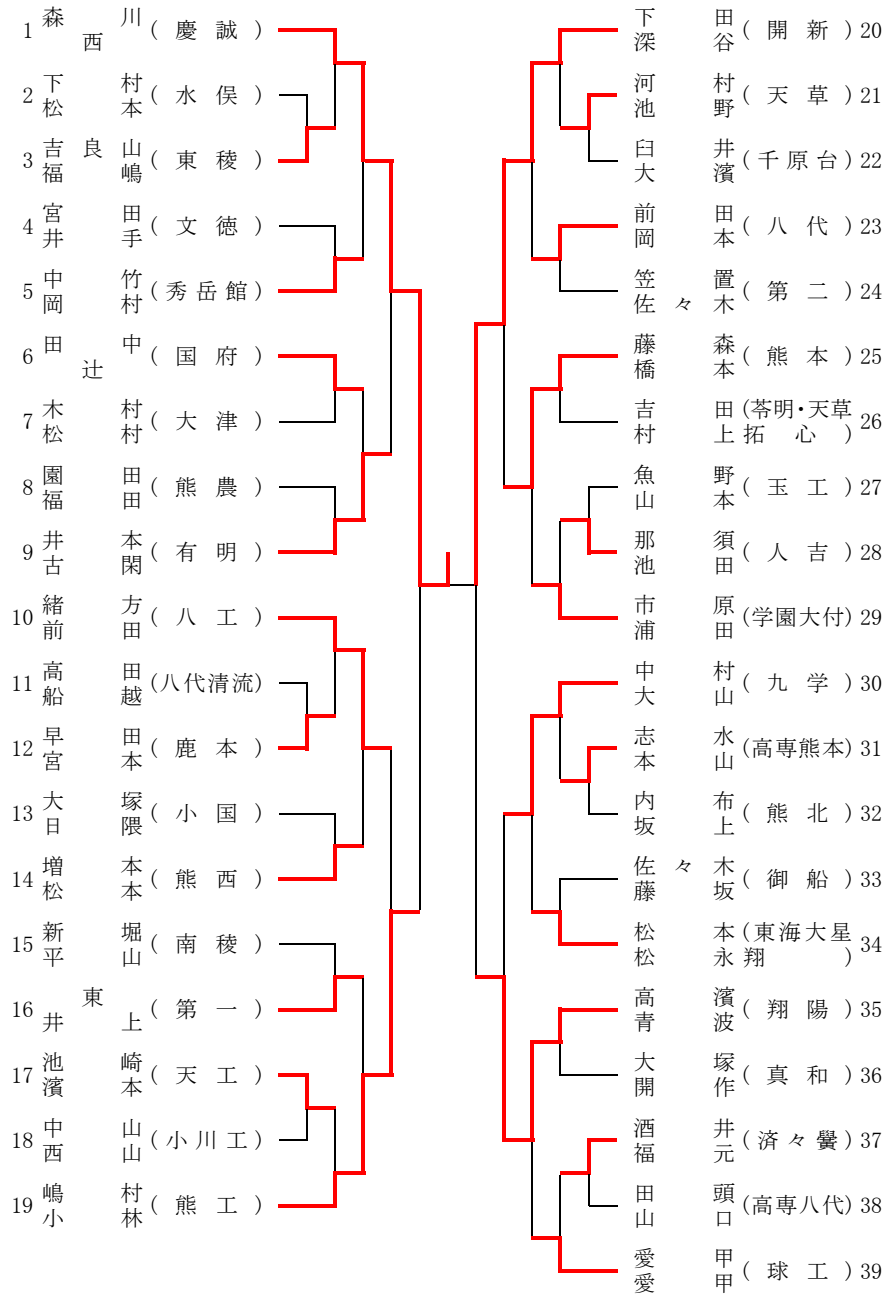 1 森川 西 (慶誠)
2 下村 松本 (水俣)
3 吉良山 福嶋 (東稜)
4 宮田 井手 (文徳)
5 中竹 岡村 (秀岳館)
6 田中 辻 (国府)
7 木村 松村 (大津)
8 園田 福田 (熊農)
9 井本 古閑 (有明)
10 緒方 前田 (八工)
11 高田 船越 (八代清流)
12 早田 宮本 (鹿本)
13 大塚 日隈 (小国)
14 増本 松本 (熊西)
15 新堀 平山 (南稜)
16 東 井上 (第一)
17 池崎 濱本 (天工)
18 中山 西山 (小川工)
19 嶋村 小林 (熊工)
下田 深谷 (開新) 20
河村 池野 (天草) 21
臼井 大濱 (千原台) 22
前田 岡本 (八代) 23
笠置 佐々木 (第二) 24
藤森 橋本 (熊本) 25
吉田 村上 (苓明・天草拓心) 26
魚野 山本 (玉工) 27
那須 池田 (人吉) 28
市原 浦田 (学園大付) 29
中村 大山 (九学) 30
志水 本山 (高専熊本) 31
内布 坂上 (熊北) 32
佐々木 藤坂 (御船) 33
松本 松永 (東海大星翔) 34
高濱 青波 (翔陽) 35
大塚 開作 (真和) 36
酒井 福元 (済々黌) 37
田頭 山口 (高専八代) 38
愛甲 愛甲 (球工) 39